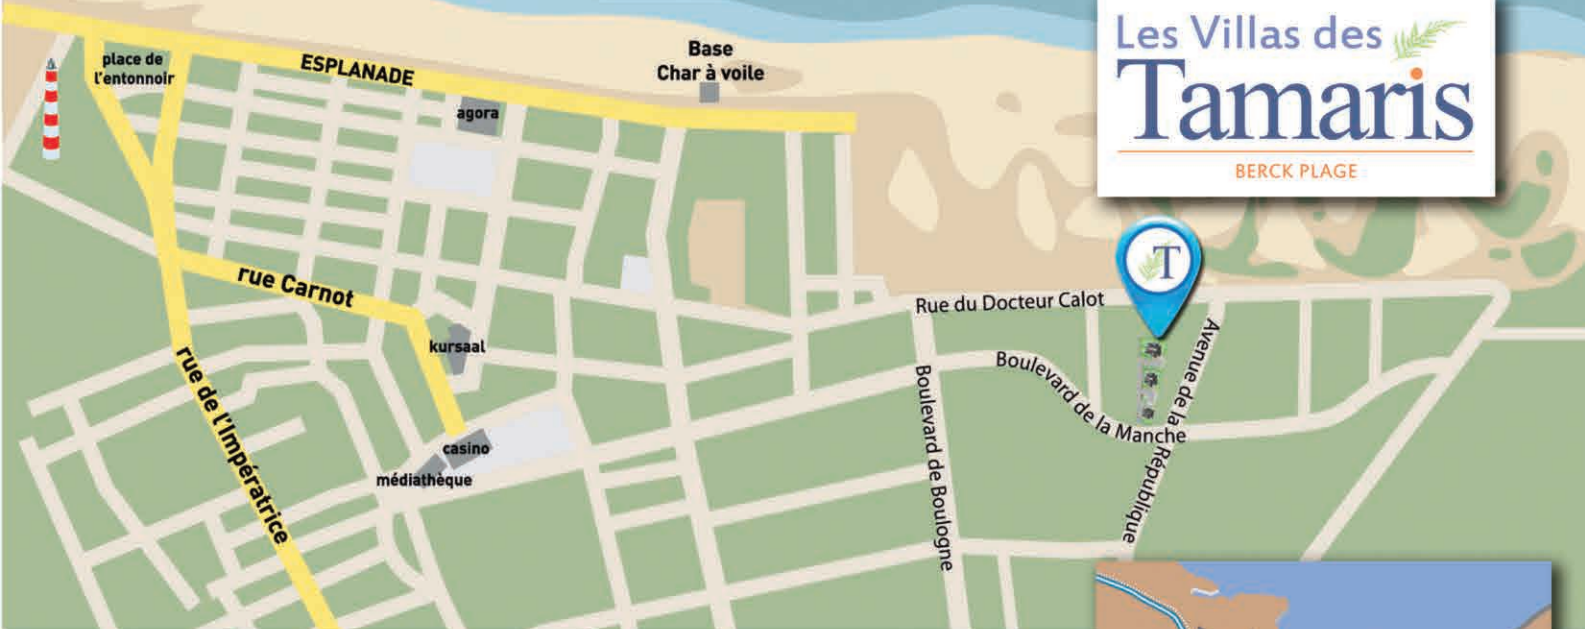 Les Villas des
Tamaris
BERCK PLAGE
place de
l'entonnoir
ESPLANADE
agora
Base
Char à voile
T
rue Carnot
kursaal
casino
médiathèque
rue de l'Impératrice
Rue du Docteur Calot
Boulevard de la Manche
Avenue de la République
Boulevard de Boulogne